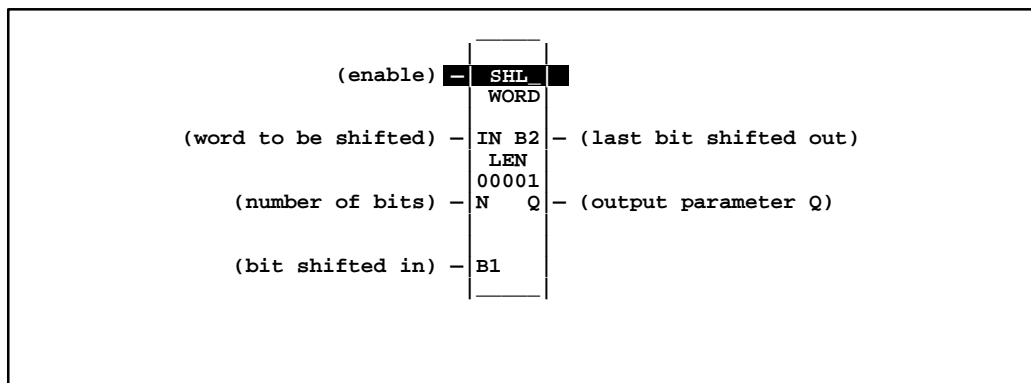 (enable) SHL_
WORD
(word to be shifted) IN B2 (last bit shifted out)
LEN
00001
(number of bits) N Q (output parameter Q)
(bit shifted in) B1